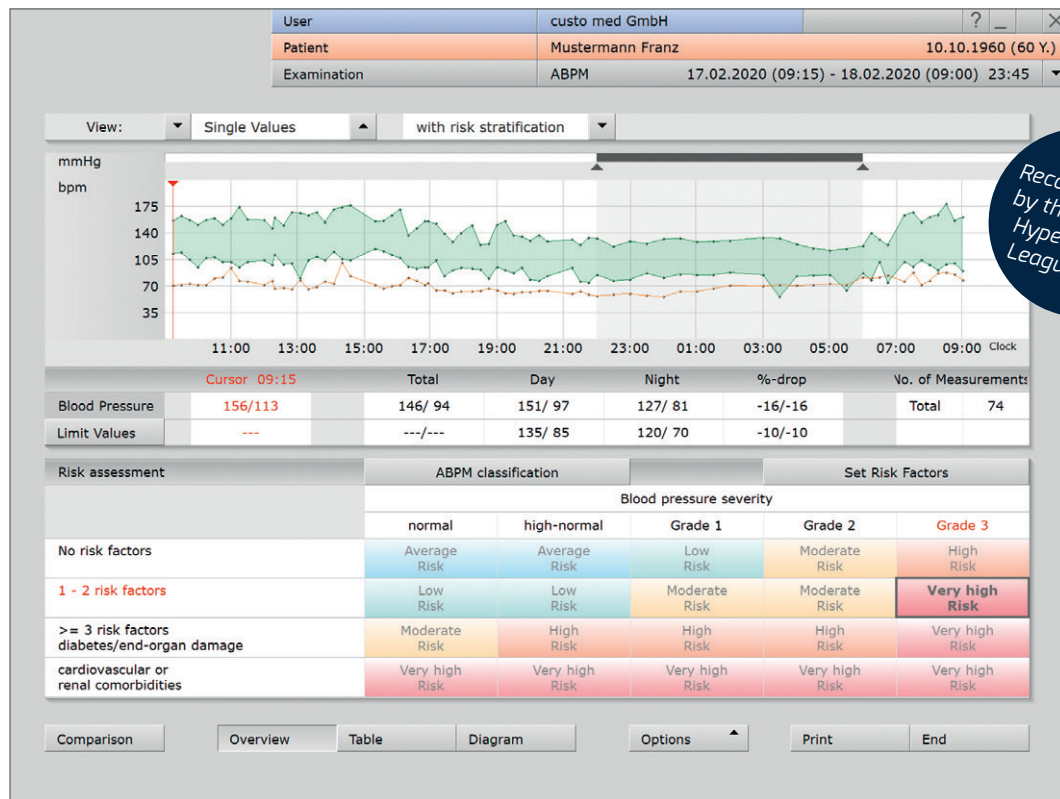 User custo med GmbH ? _ X
Patient Mustermann Franz 10.10.1960 (60 Y.)
Examination ABPM 17.02.2020 (09:15) - 18.02.2020 (09:00) 23:45
View: Single Values with risk stratification
mmHg
bpm
175
140
105
70
35
11:00 13:00 15:00 17:00 19:00 21:00 23:00 01:00 03:00 05:00 07:00 09:00 Clock
by
Cursor 09:15 Total Day Night %-drop No. of Measurements
Blood Pressure 156/113 146/ 94 151/ 97 127/ 81 -16/-16 Total 74
Limit Values --- ---/--- 135/ 85 120/ 70 -10/-10
Risk assessment ABPM classification Set Risk Factors
Blood pressure severity
normal high-normal Grade 1 Grade 2 Grade 3
No risk factors Average Risk Average Risk Low Risk Moderate Risk High Risk
1 - 2 risk factors Low Risk Low Risk Moderate Risk Moderate Risk Very high Risk
>= 3 risk factors
diabetes/end-organ damage Moderate Risk High Risk High Risk High Risk Very high Risk
cardiovascular or
renal comorbidities Very high Risk Very high Risk Very high Risk Very high Risk Very high Risk
Comparison Overview Table Diagram Options Print End